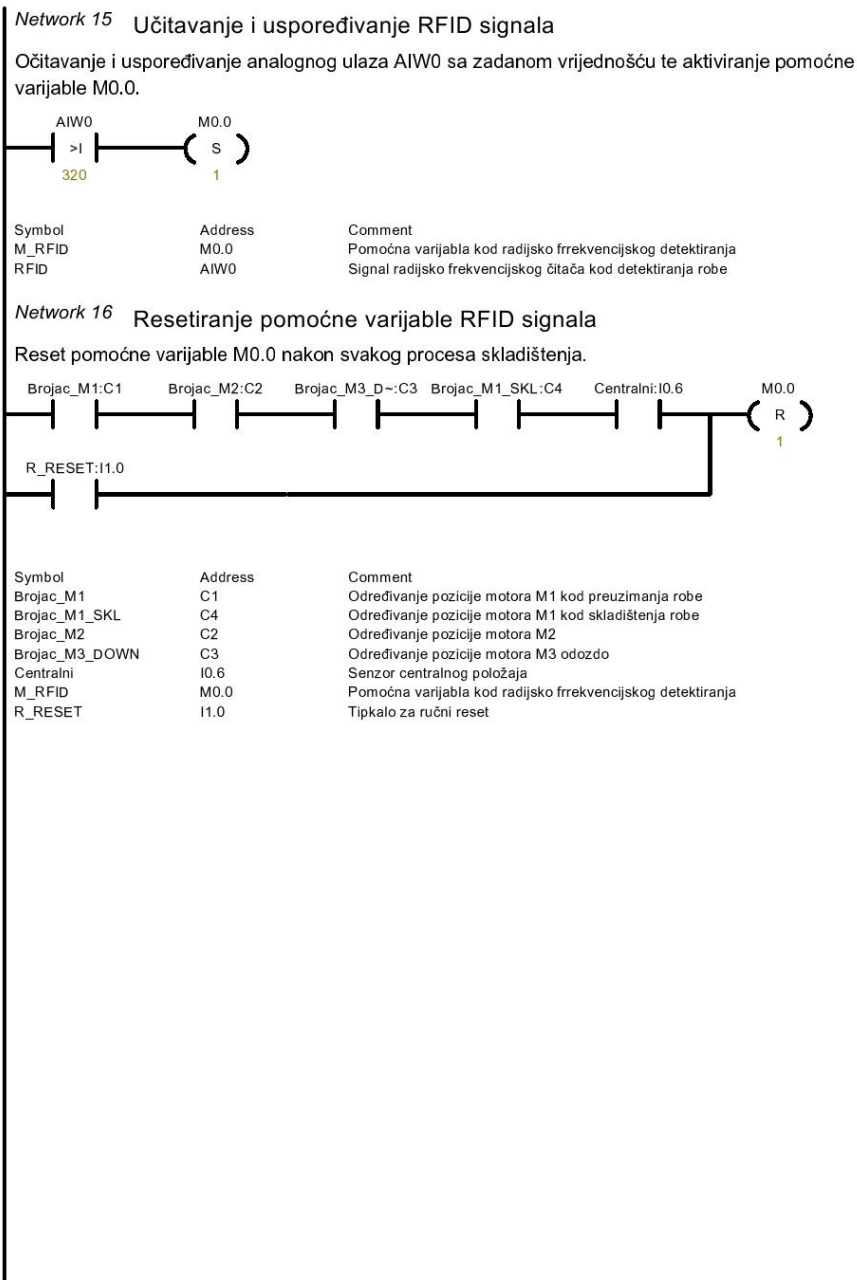 Network 15 Učitavanje i uspoređivanje RFID signala
Očitavanje i uspoređivanje analognog ulaza AIW0 sa zadanom vrijednošću te aktiviranje pomoćne
varijable M0.0.
AIW0 M0.0
>I S
320 1
Symbol Address Comment
M_RFID M0.0 Pomoćna varijabla kod radijsko frrekvencijskog detektiranja
RFID AIW0 Signal radijsko frekvencijskog čitača kod detektiranja robe
Network 16 Resetiranje pomoćne varijable RFID signala
Reset pomoćne varijable M0.0 nakon svakog procesa skladištenja.
Brojac_M1:C1 Brojac_M2:C2 Brojac_M3_D~:C3 Brojac_M1_SKL:C4 Centralni:I0.6 M0.0
R
1
R_RESET:I1.0
Symbol Address Comment
Brojac_M1 C1 Određivanje pozicije motora M1 kod preuzimanja robe
Brojac_M1_SKL C4 Određivanje pozicije motora M1 kod skladištenja robe
Brojac_M2 C2 Određivanje pozicije motora M2
Brojac_M3_DOWN C3 Određivanje pozicije motora M3 odozdo
Centralni I0.6 Senzor centralnog položaja
M_RFID M0.0 Pomoćna varijabla kod radijsko frrekvencijskog detektiranja
R_RESET I1.0 Tipkalo za ručni reset